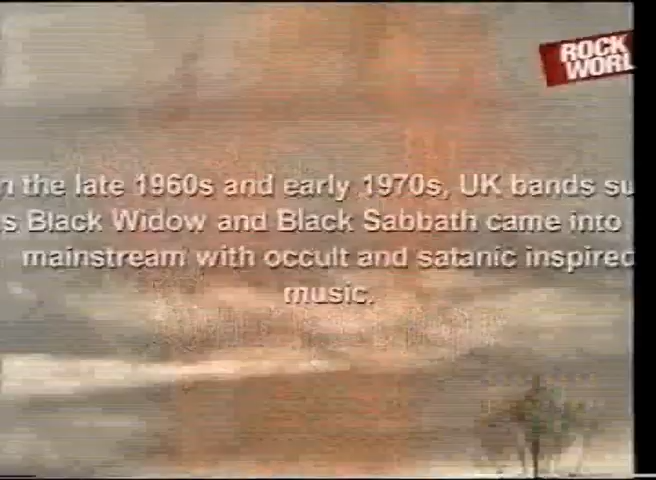 ROCK
WORL
n the late 1960s and early 1970s, UK bands su
s Black Widow and Black Sabbath came into
mainstream with occult and satanic inspired
music.